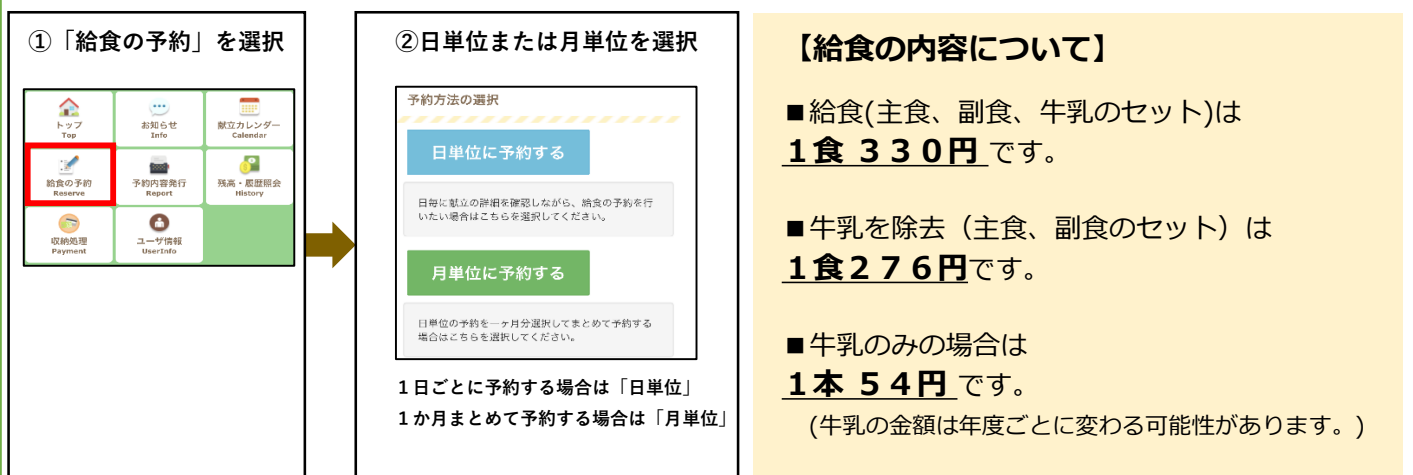 ①「給食の予約」を選択
トップ
Top
お知らせ
Info
献立カレンダー
Calendar
給食の予約
Reserve
予約内容発行
Report
残高・履歴照会
History
収納処理
Payment
ユーザ情報
UserInfo
②日単位または月単位を選択
予約方法の選択
日単位に予約する
日毎に献立の詳細を確認しながら、給食の予約を行
いたい場合はこちらを選択してください。
月単位に予約する
日単位の予約を一ヶ月分選択してまとめて予約する
場合はこちらを選択してください。
１日ごとに予約する場合は「日単位」
１か月まとめて予約する場合は「月単位」
【給食の内容について】
■給食(主食、副食、牛乳のセット)は
１食 ３３０円 です。
■牛乳を除去（主食、副食のセット）は
１食２７６円です。
■牛乳のみの場合は
１本 ５４円 です。
(牛乳の金額は年度ごとに変わる可能性があります。)